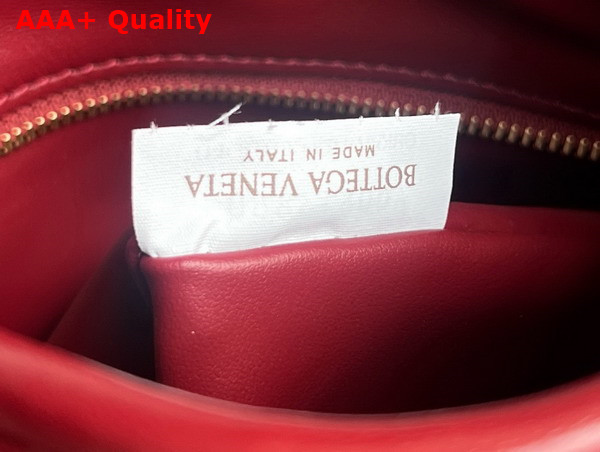 AAA+ Quality
BOTTEGA VENETA
MADE IN ITALY